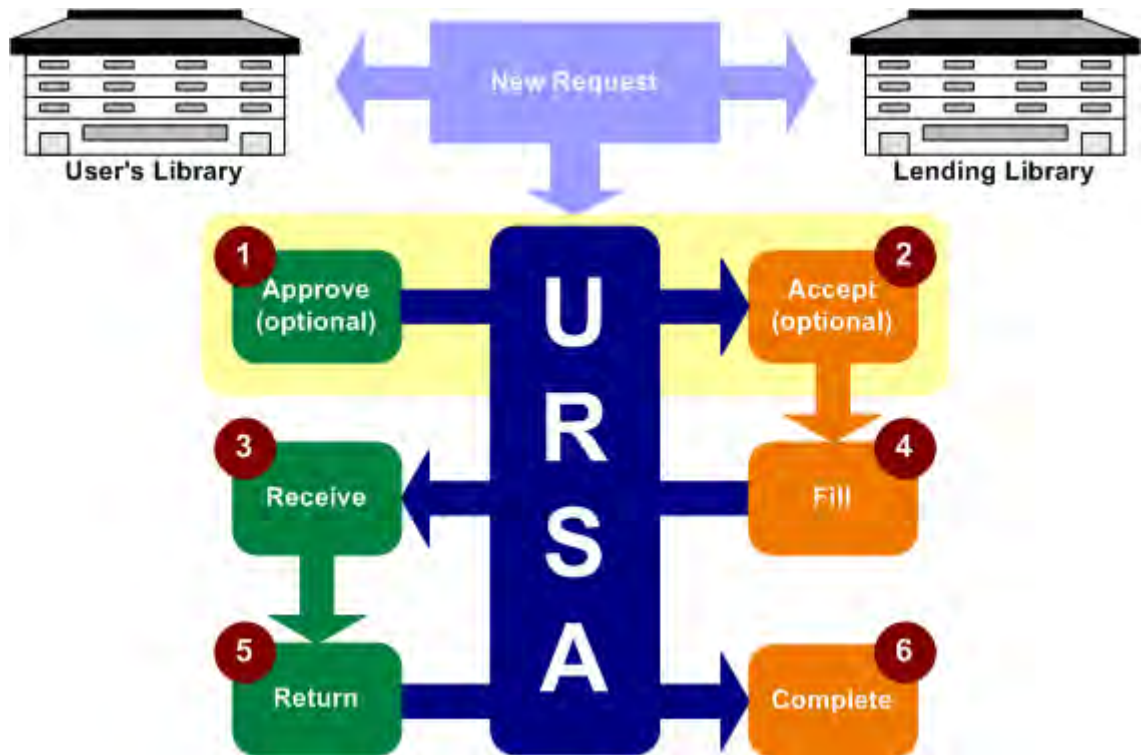 New Request
User's Library
Lending Library
1
Approve
(optional)
2
Accept
(optional)
U
R
S
A
3
Receive
4
Fill
5
Return
6
Complete